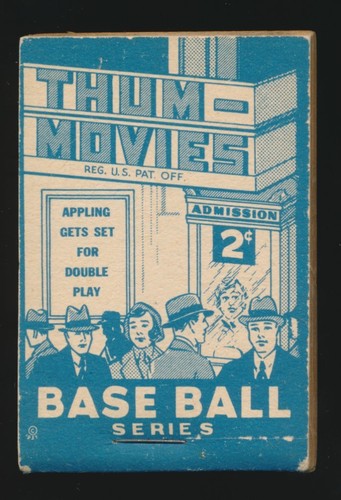 THUM-O
MOVIES
REG. U.S. PAT. OFF.
APPLING
GETS SET
FOR
DOUBLE
PLAY
ADMISSION
2¢
BASE BALL
SERIES